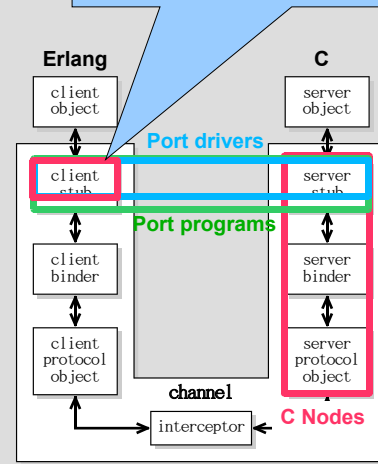 Erlang
C
client
object
server
object
Port drivers
client
stub
server
stub
Port programs
client
binder
server
binder
client
protocol
object
server
protocol
object
channel
C Nodes
interceptor